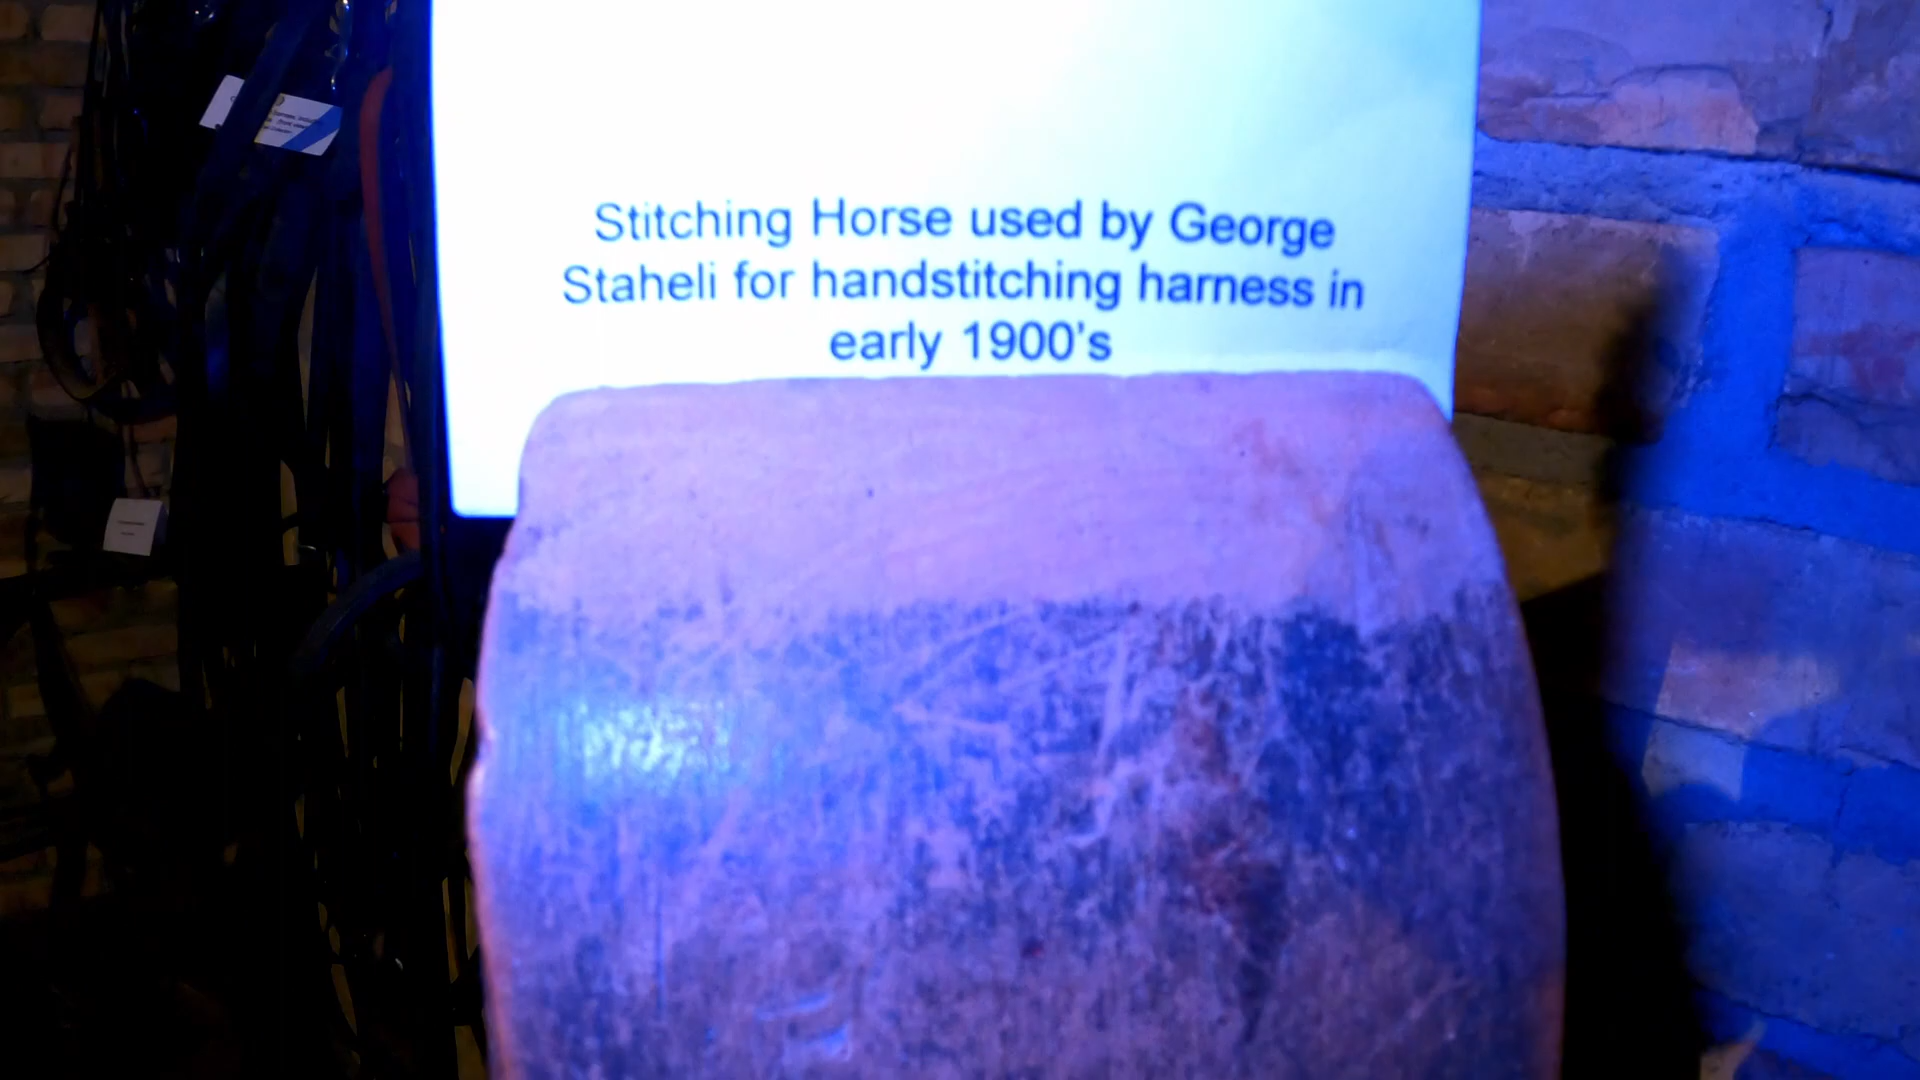 Stitching Horse used by George
Staheli for handstitching harness in
early 1900's